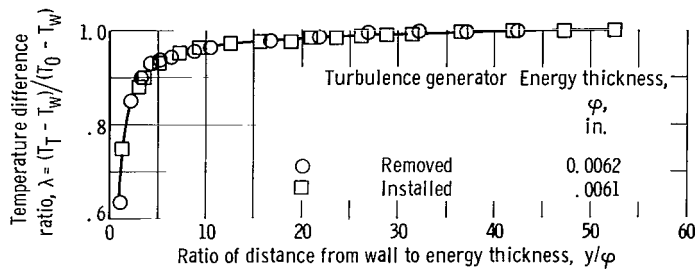 Temperature difference
ratio, λ = (T_T - T_W)/(T_0 - T_W)
1.0
.8
.6
Turbulence generator Energy thickness,
φ,
in.
Removed 0.0062
Installed .0061
0 10 20 30 40 50 60
Ratio of distance from wall to energy thickness, y/φ